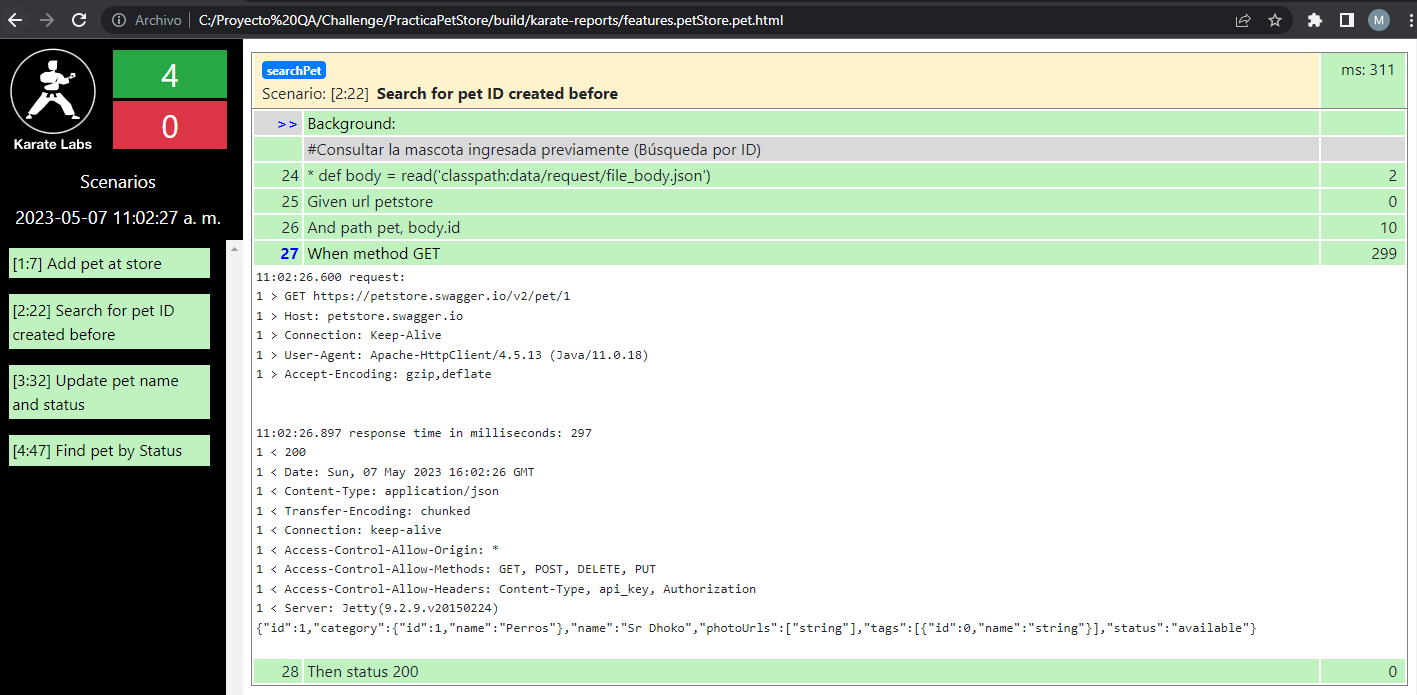 Archivo
C:/Proyecto%20QA/Challenge/PracticaPetStore/build/karate-reports/features.petStore.pet.html
M
4
0
Karate Labs
Scenarios
2023-05-07 11:02:27 a. m.
[1:7] Add pet at store
[2:22] Search for pet ID
created before
[3:32] Update pet name
and status
[4:47] Find pet by Status
searchPet
ms: 311
Scenario: [2:22] Search for pet ID created before
>> Background:
#Consultar la mascota ingresada previamente (Búsqueda por ID)
24 * def body = read('classpath:data/request/file_body.json') 2
25 Given url petstore 0
26 And path pet, body.id 10
27 When method GET 299
11:02:26.600 request:
1 > GET https://petstore.swagger.io/v2/pet/1
1 > Host: petstore.swagger.io
1 > Connection: Keep-Alive
1 > User-Agent: Apache-HttpClient/4.5.13 (Java/11.0.18)
1 > Accept-Encoding: gzip,deflate
11:02:26.897 response time in milliseconds: 297
1 < 200
1 < Date: Sun, 07 May 2023 16:02:26 GMT
1 < Content-Type: application/json
1 < Transfer-Encoding: chunked
1 < Connection: keep-alive
1 < Access-Control-Allow-Origin: *
1 < Access-Control-Allow-Methods: GET, POST, DELETE, PUT
1 < Access-Control-Allow-Headers: Content-Type, api_key, Authorization
1 < Server: Jetty(9.2.9.v20150224)
{"id":1,"category":{"id":1,"name":"Perros"},"name":"Sr Dhoko","photoUrls":["string"],"tags":[{"id":0,"name":"string"}],"status":"available"}
28 Then status 200 0